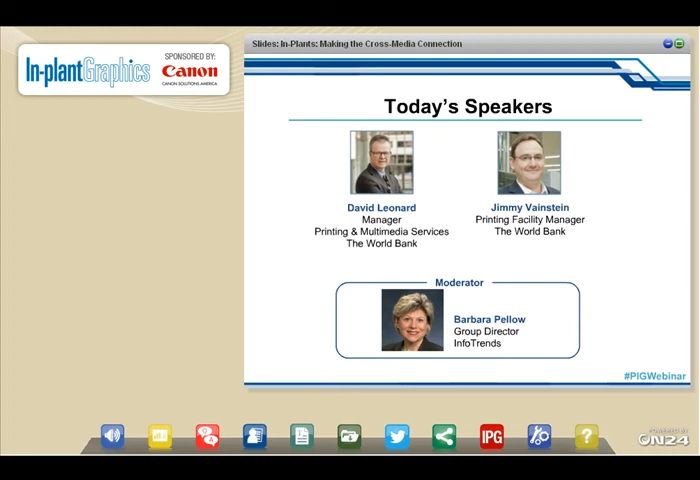 In-plantGraphics
SPONSORED BY:
Canon
CANON SOLUTIONS AMERICA
Slides: In-Plants: Making the Cross-Media Connection
Today's Speakers
David Leonard
Manager
Printing & Multimedia Services
The World Bank
Jimmy Vainstein
Printing Facility Manager
The World Bank
Moderator
Barbara Pellow
Group Director
InfoTrends
#PIGWebinar
Q
A
IPG
?
POWERED BY
ON24